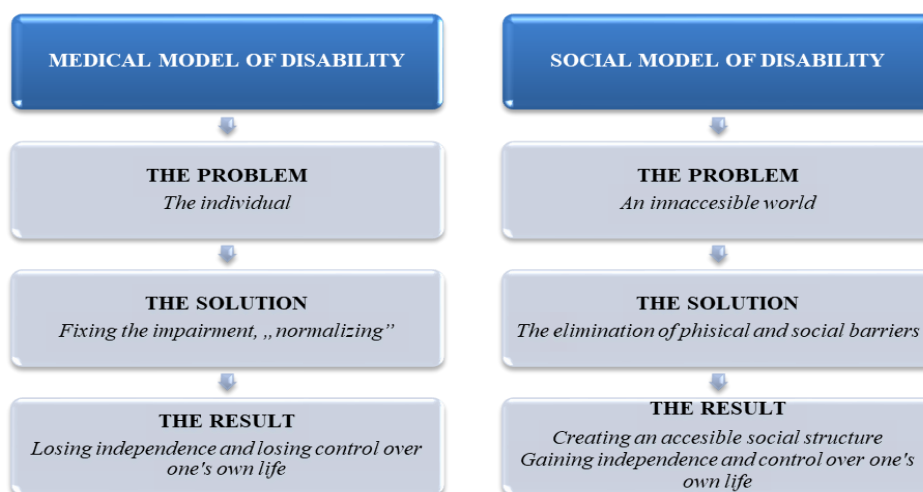 MEDICAL MODEL OF DISABILITY
THE PROBLEM
The individual
THE SOLUTION
Fixing the impairment, „normalizing”
THE RESULT
Losing independence and losing control over
one's own life
SOCIAL MODEL OF DISABILITY
THE PROBLEM
An innaccesible world
THE SOLUTION
The elimination of phisical and social barriers
THE RESULT
Creating an accesible social structure
Gaining independence and control over one's
own life